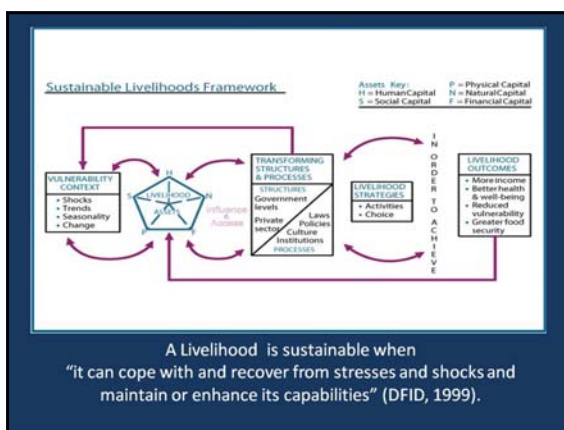 Sustainable Livelihoods Framework
Assets Key:
H = Human Capital
S = Social Capital
P = Physical Capital
N = Natural Capital
F = Financial Capital
VULNERABILITY
CONTEXT
• Shocks
• Trends
• Seasonality
• Change
H
S
N
P
F
LIVELIHOOD
ASSETS
Influence
& Access
TRANSFORMING
STRUCTURES
& PROCESSES
STRUCTURES
Government
levels
Private
sector
Laws
Policies
Culture
Institutions
PROCESSES
LIVELIHOOD
STRATEGIES
• Activities
• Choice
IN ORDER TO ACHIEVE
LIVELIHOOD
OUTCOMES
• More income
• Better health
& well-being
• Reduced
vulnerability
• Greater food
security
A Livelihood is sustainable when
“it can cope with and recover from stresses and shocks and
maintain or enhance its capabilities” (DFID, 1999).